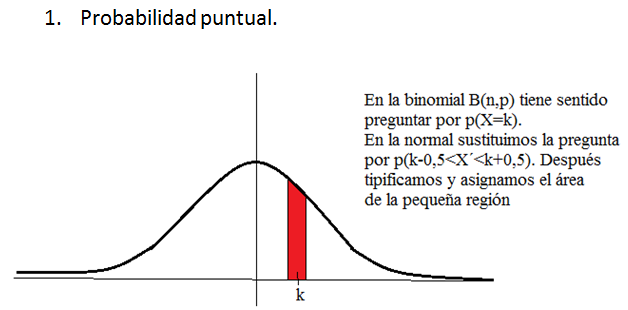 1. Probabilidad puntual.
En la binomial B(n,p) tiene sentido
preguntar por p(X=k).
En la normal sustituimos la pregunta
por p(k-0,5<X´<k+0,5). Después
tipificamos y asignamos el área
de la pequeña región
k